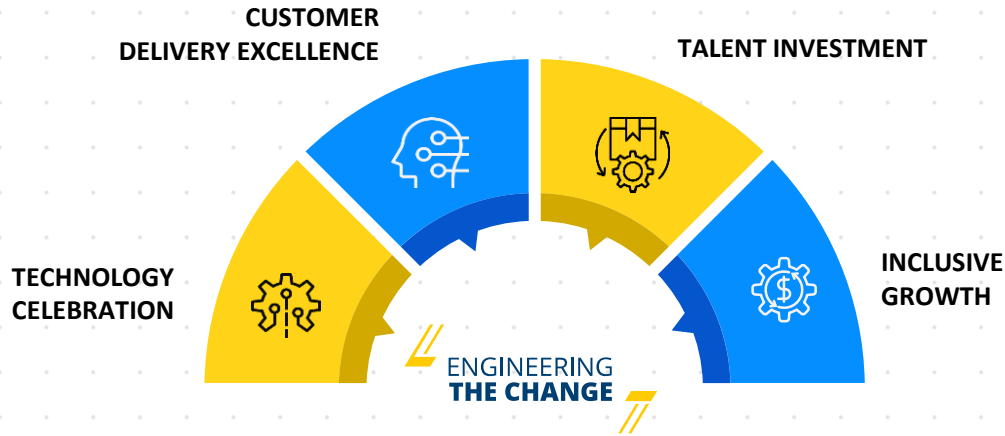 CUSTOMER
DELIVERY EXCELLENCE
TALENT INVESTMENT
TECHNOLOGY
CELEBRATION
INCLUSIVE
GROWTH
$
ENGINEERING
THE CHANGE